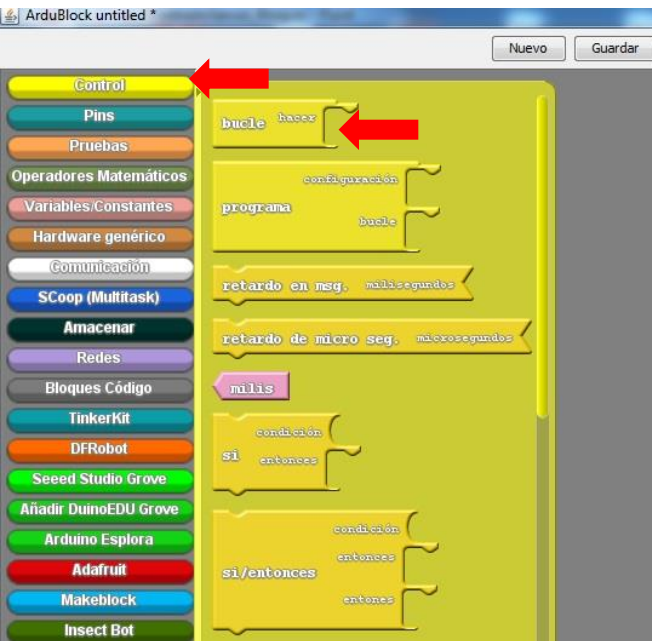 ArduBlock untitled *
Nuevo Guardar
Control
Pins
Pruebas
Operadores Matemáticos
Variables/Constantes
Hardware genérico
Comunicación
SCoop (Multitask)
Amacenar
Redes
Bloques Código
TinkerKit
DFRobot
Seeed Studio Grove
Añadir DuinoEDU Grove
Arduino Esplora
Adafruit
Makeblock
Insect Bot
bucle hacer
configuración
programa
bucle
retardo en msg. milisegundos
retardo de micro seg. microsegundos
milis
condición
si entonces
condición
entonces
si/entonces
entones